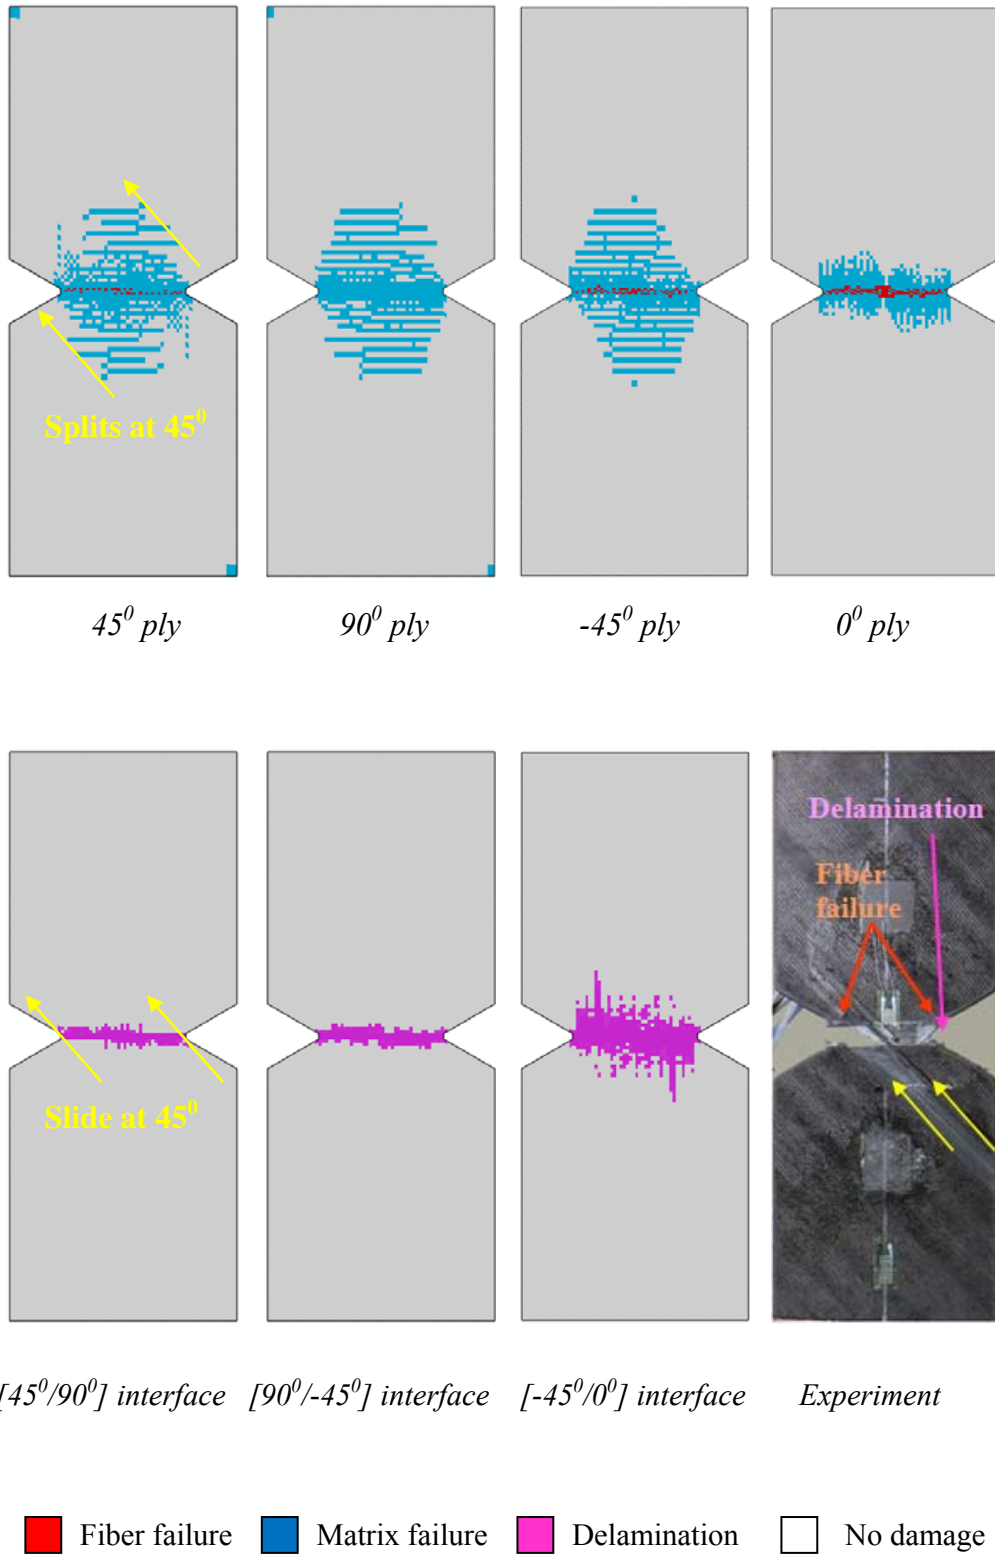 Splits at 45⁰
45⁰ ply
90⁰ ply
-45⁰ ply
0⁰ ply
Delamination
Fiber
failure
Slide at 45⁰
[45⁰/90⁰] interface
[90⁰/-45⁰] interface
[-45⁰/0⁰] interface
Experiment
Fiber failure
Matrix failure
Delamination
No damage